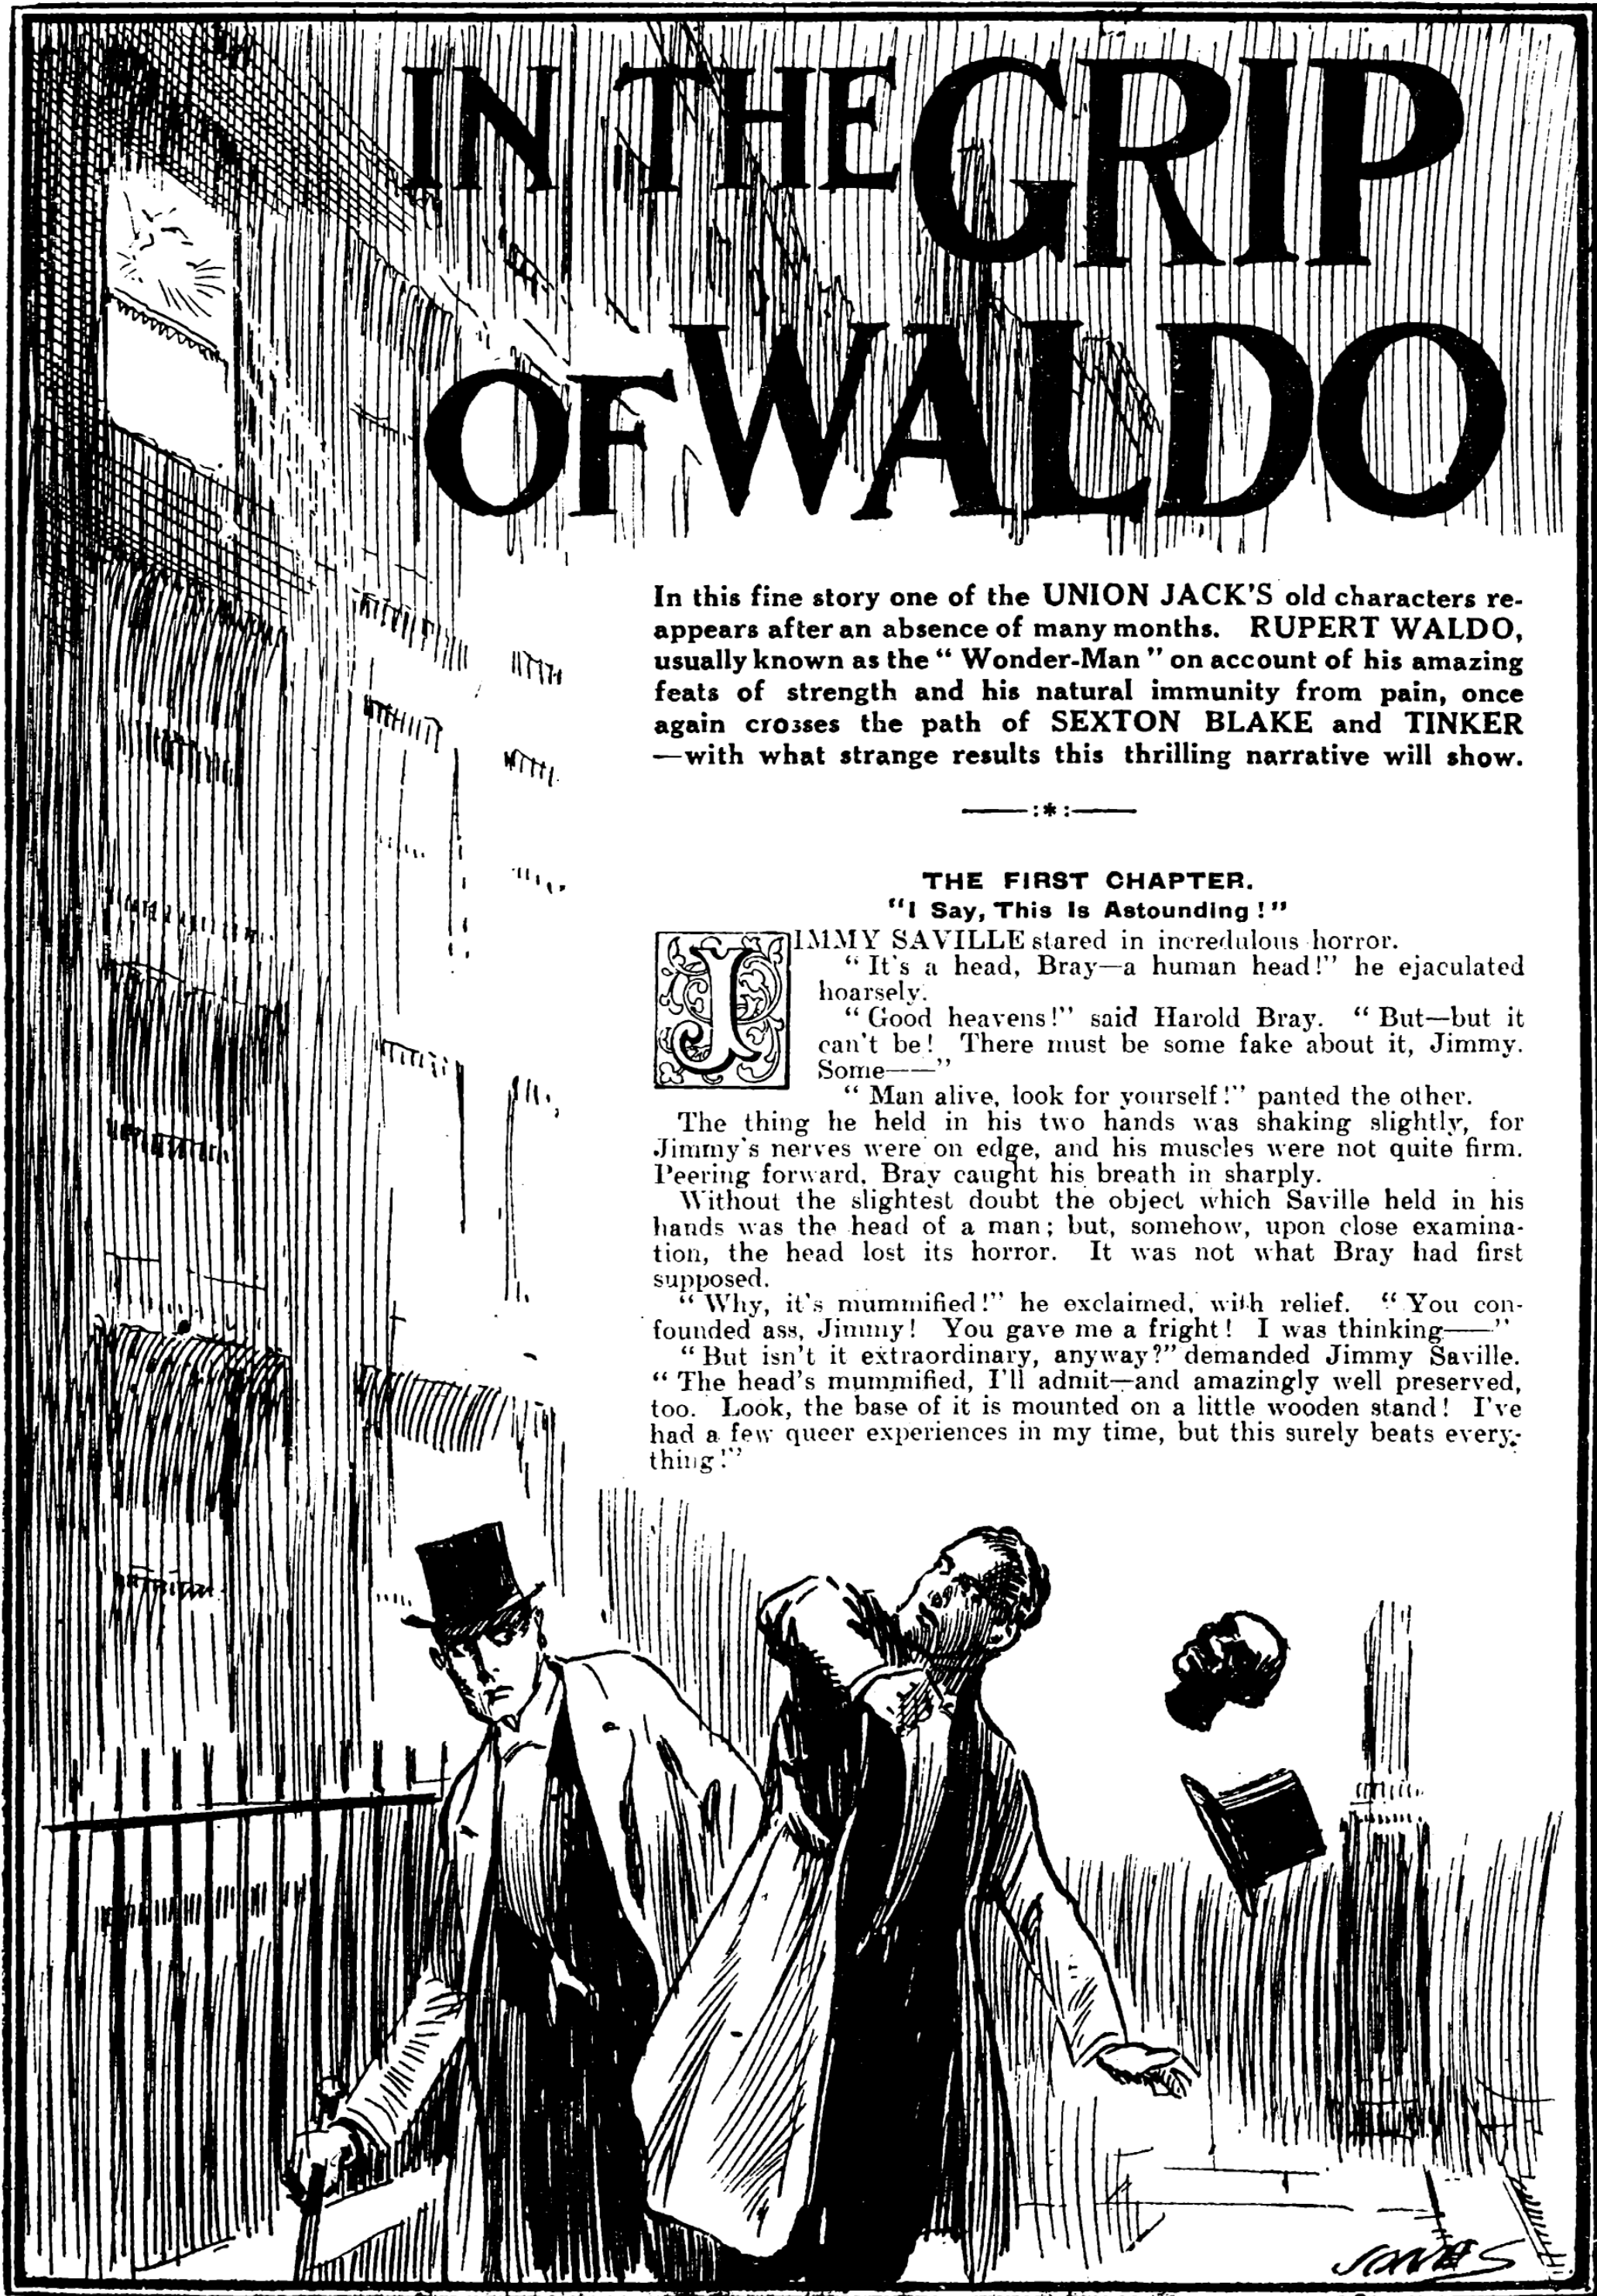 IN THE GRIP
OF WALDO
In this fine story one of the UNION JACK'S old characters re-
appears after an absence of many months. RUPERT WALDO,
usually known as the “ Wonder-Man ” on account of his amazing
feats of strength and his natural immunity from pain, once
again crosses the path of SEXTON BLAKE and TINKER
—with what strange results this thrilling narrative will show.
——:*:——
THE FIRST CHAPTER.
“I Say, This Is Astounding!”
JIMMY SAVILLE stared in incredulous horror.
“ It's a head, Bray—a human head!” he ejaculated
hoarsely.
“ Good heavens!” said Harold Bray. “ But—but it
can't be! There must be some fake about it, Jimmy.
Some——”
“ Man alive, look for yourself!” panted the other.
The thing he held in his two hands was shaking slightly, for
Jimmy's nerves were on edge, and his muscles were not quite firm.
Peering forward, Bray caught his breath in sharply.
Without the slightest doubt the object which Saville held in his
hands was the head of a man; but, somehow, upon close examina-
tion, the head lost its horror. It was not what Bray had first
supposed.
“ Why, it's mummified!” he exclaimed, with relief. “ You con-
founded ass, Jimmy! You gave me a fright! I was thinking——”
“ But isn't it extraordinary, anyway?” demanded Jimmy Saville.
“ The head's mummified, I'll admit—and amazingly well preserved,
too. Look, the base of it is mounted on a little wooden stand! I've
had a few queer experiences in my time, but this surely beats every-
thing!”